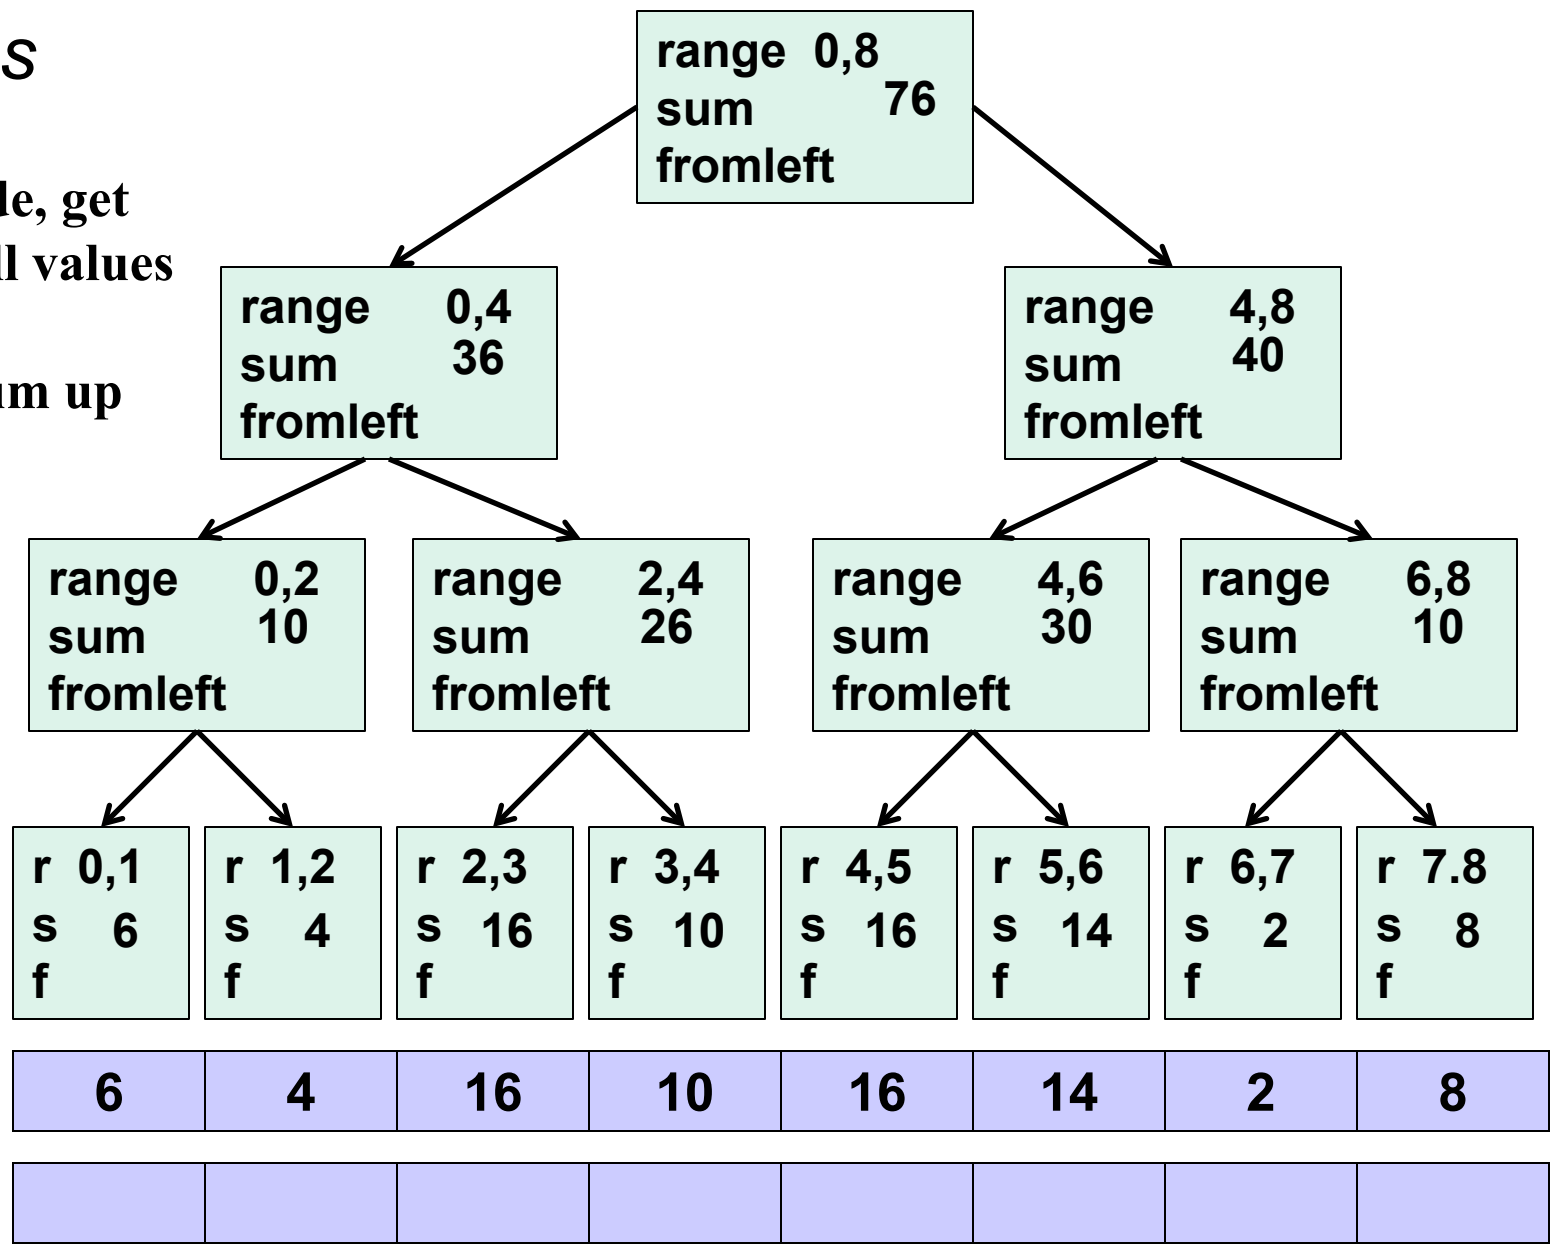 s
range 0,8
sum 76
fromleft
get
values
up
range 0,4
sum 36
fromleft
range 4,8
sum 40
fromleft
range 0,2
sum 10
fromleft
range 2,4
sum 26
fromleft
range 4,6
sum 30
fromleft
range 6,8
sum 10
fromleft
r 0,1
s 6
f
r 1,2
s 4
f
r 2,3
s 16
f
r 3,4
s 10
f
r 4,5
s 16
f
r 5,6
s 14
f
r 6,7
s 2
f
r 7.8
s 8
f
6 4 16 10 16 14 2 8